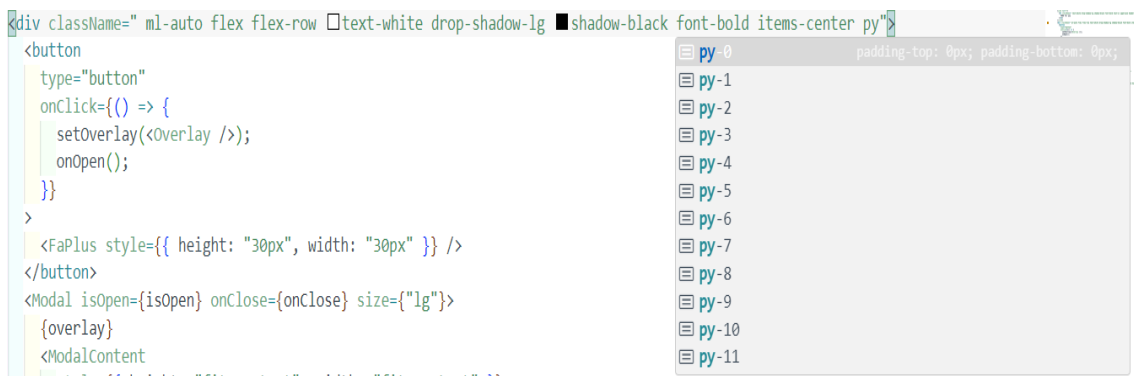 <div className=" ml-auto flex flex-row text-white drop-shadow-lg shadow-black font-bold items-center py">
<button
type="button"
onClick={() => {
setOverlay(<Overlay />);
onOpen();
}}
>
<FaPlus style={{ height: "30px", width: "30px" }} />
</button>
<Modal isOpen={isOpen} onClose={onClose} size={"lg"}>
{overlay}
<ModalContent
py-0 padding-top: 0px; padding-bottom: 0px;
py-1
py-2
py-3
py-4
py-5
py-6
py-7
py-8
py-9
py-10
py-11